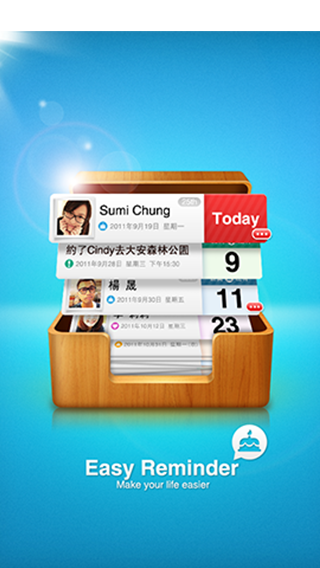 Sumi Chung
25th
2011年9月19日 星期一
Today
約了Cindy去大安森林公園
2011年9月28日 星期三 下午15:30
9
楊 晟
2011年8月30日 星期五
11
2011年10月12日 星期三
23
Easy Reminder
Make your life easier